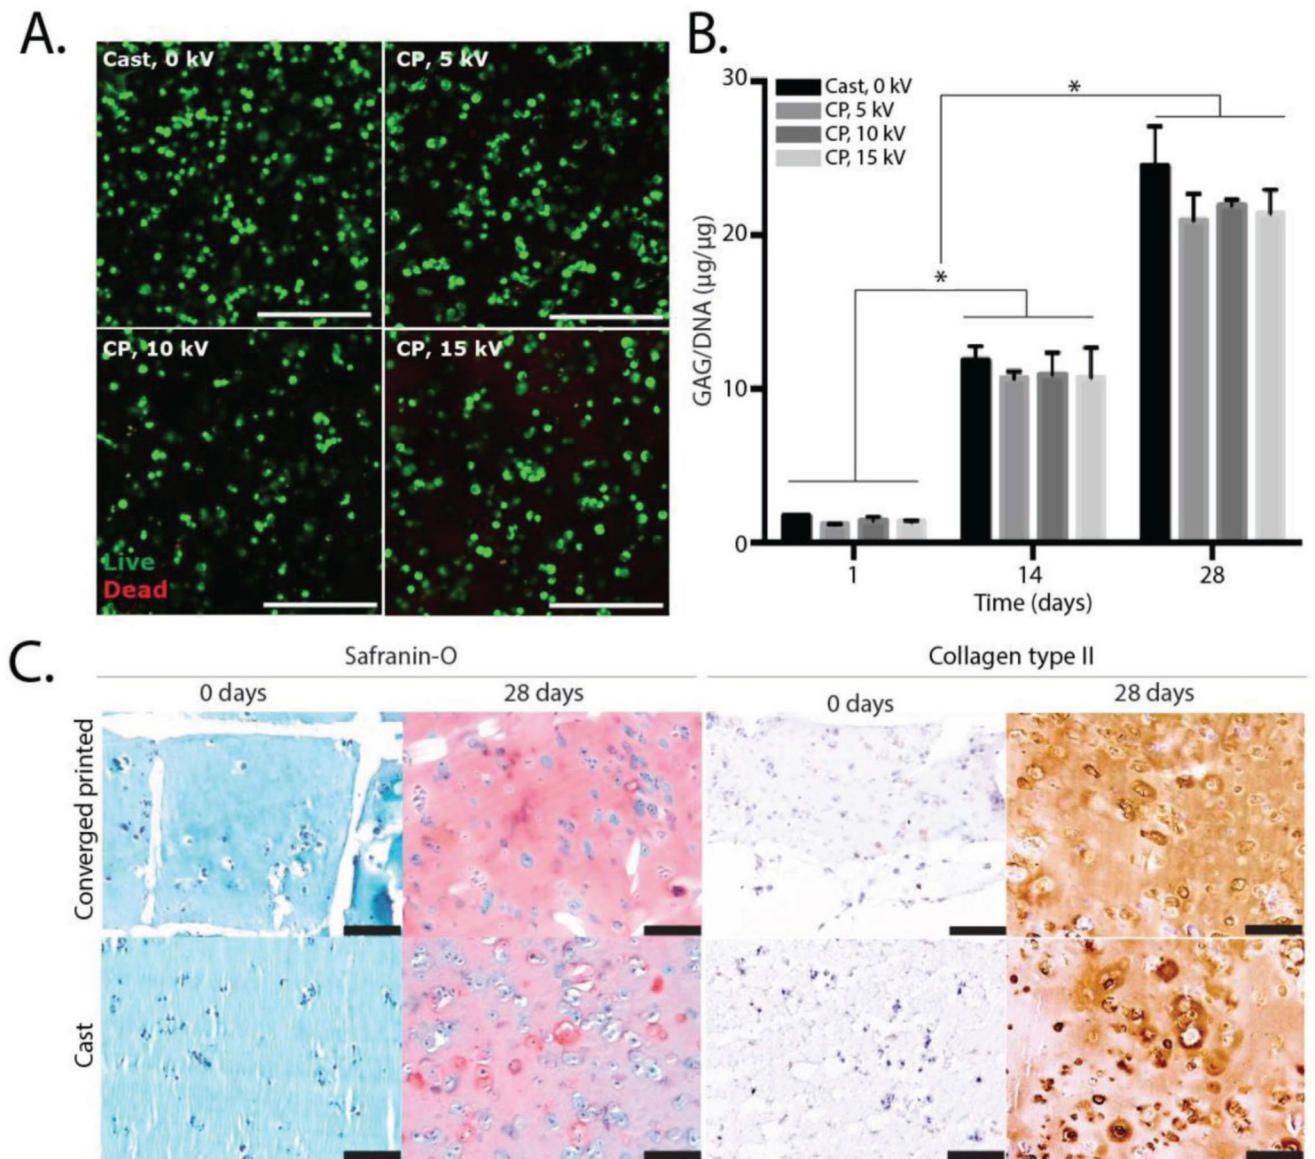 A.
Cast, 0 kV
CP, 5 kV
CP, 10 kV
CP, 15 kV
Live
Dead
B.
30
20
10
0
GAG/DNA (µg/µg)
Cast, 0 kV
CP, 5 kV
CP, 10 kV
CP, 15 kV
*
*
1
14
28
Time (days)
C.
Safranin-O
Collagen type II
0 days
28 days
0 days
28 days
Converged printed
Cast